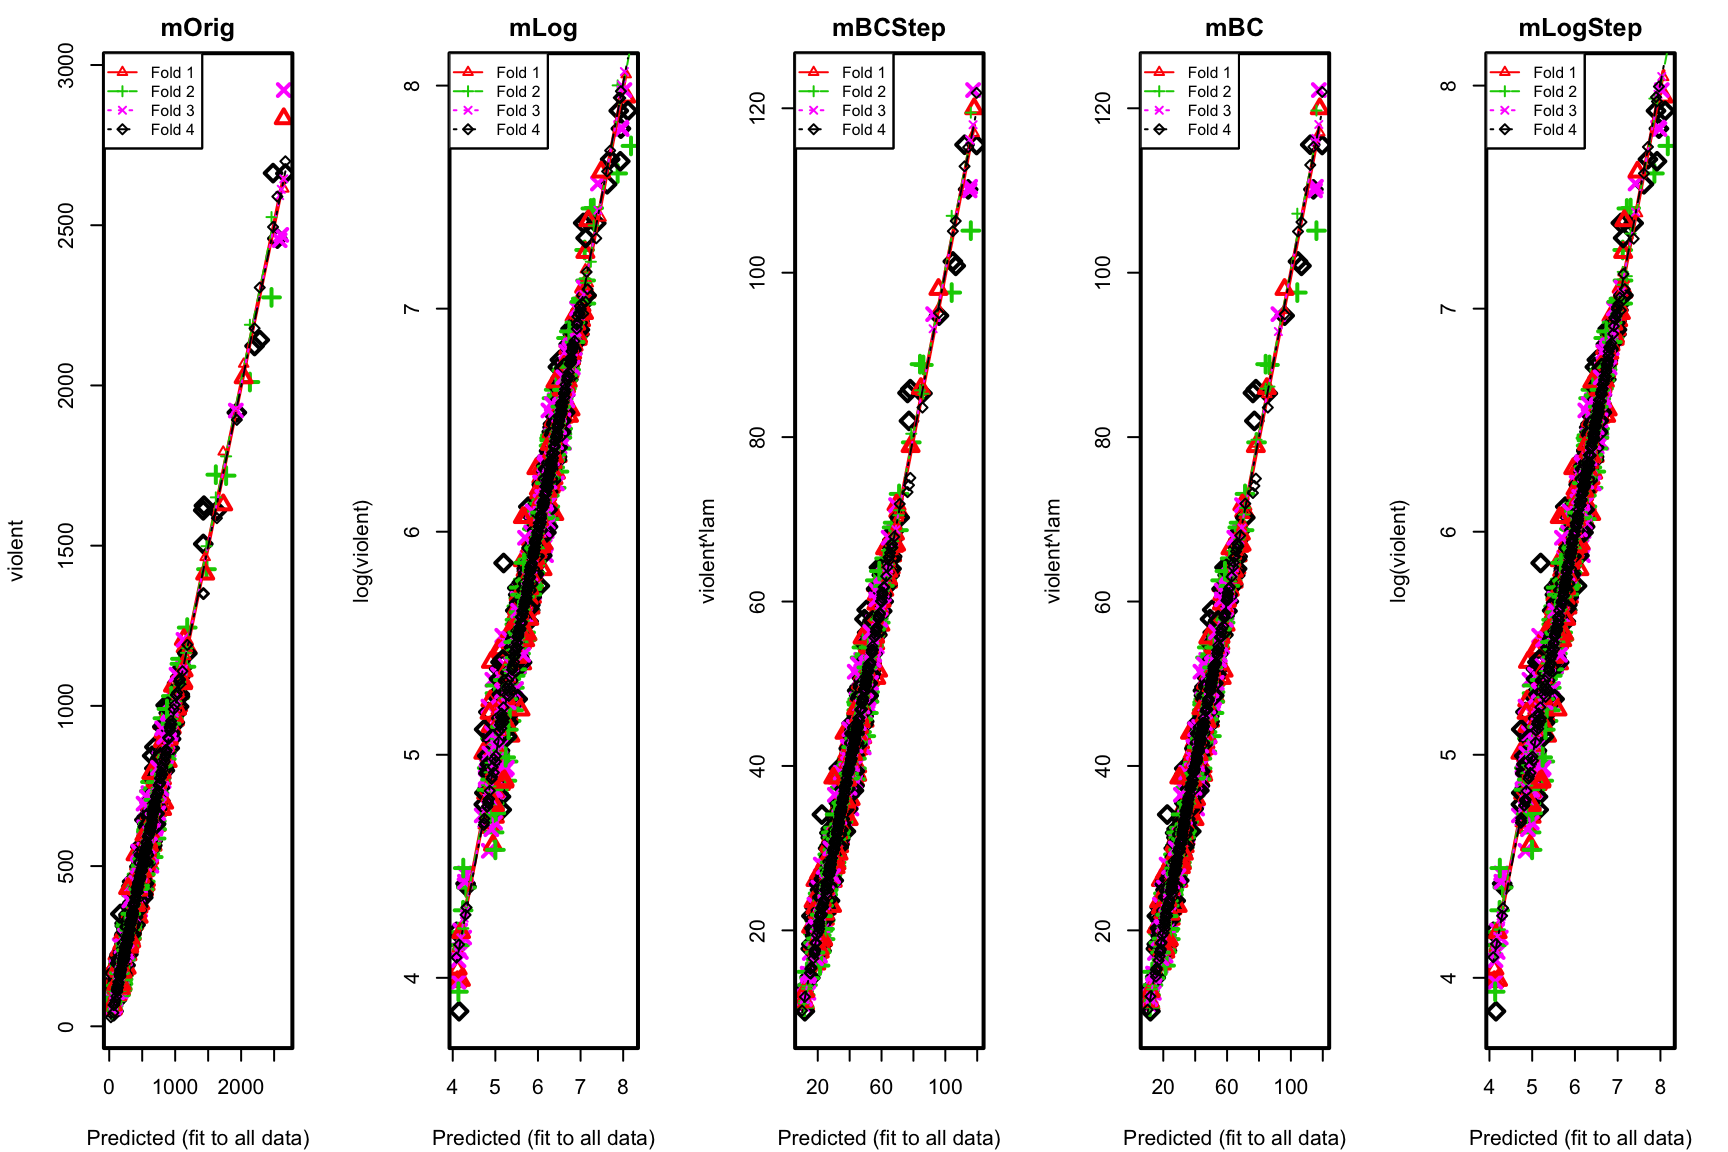 mOrig
violent
3000
2500
2000
1500
1000
500
0
Fold 1
Fold 2
Fold 3
Fold 4
0 1000 2000
Predicted (fit to all data)
mLog
log(violent)
8
7
6
5
4
Fold 1
Fold 2
Fold 3
Fold 4
4 5 6 7 8
Predicted (fit to all data)
mBCStep
violent^lam
120
100
80
60
40
20
Fold 1
Fold 2
Fold 3
Fold 4
20 60 100
Predicted (fit to all data)
mBC
violent^lam
120
100
80
60
40
20
Fold 1
Fold 2
Fold 3
Fold 4
20 60 100
Predicted (fit to all data)
mLogStep
log(violent)
8
7
6
5
4
Fold 1
Fold 2
Fold 3
Fold 4
4 5 6 7 8
Predicted (fit to all data)